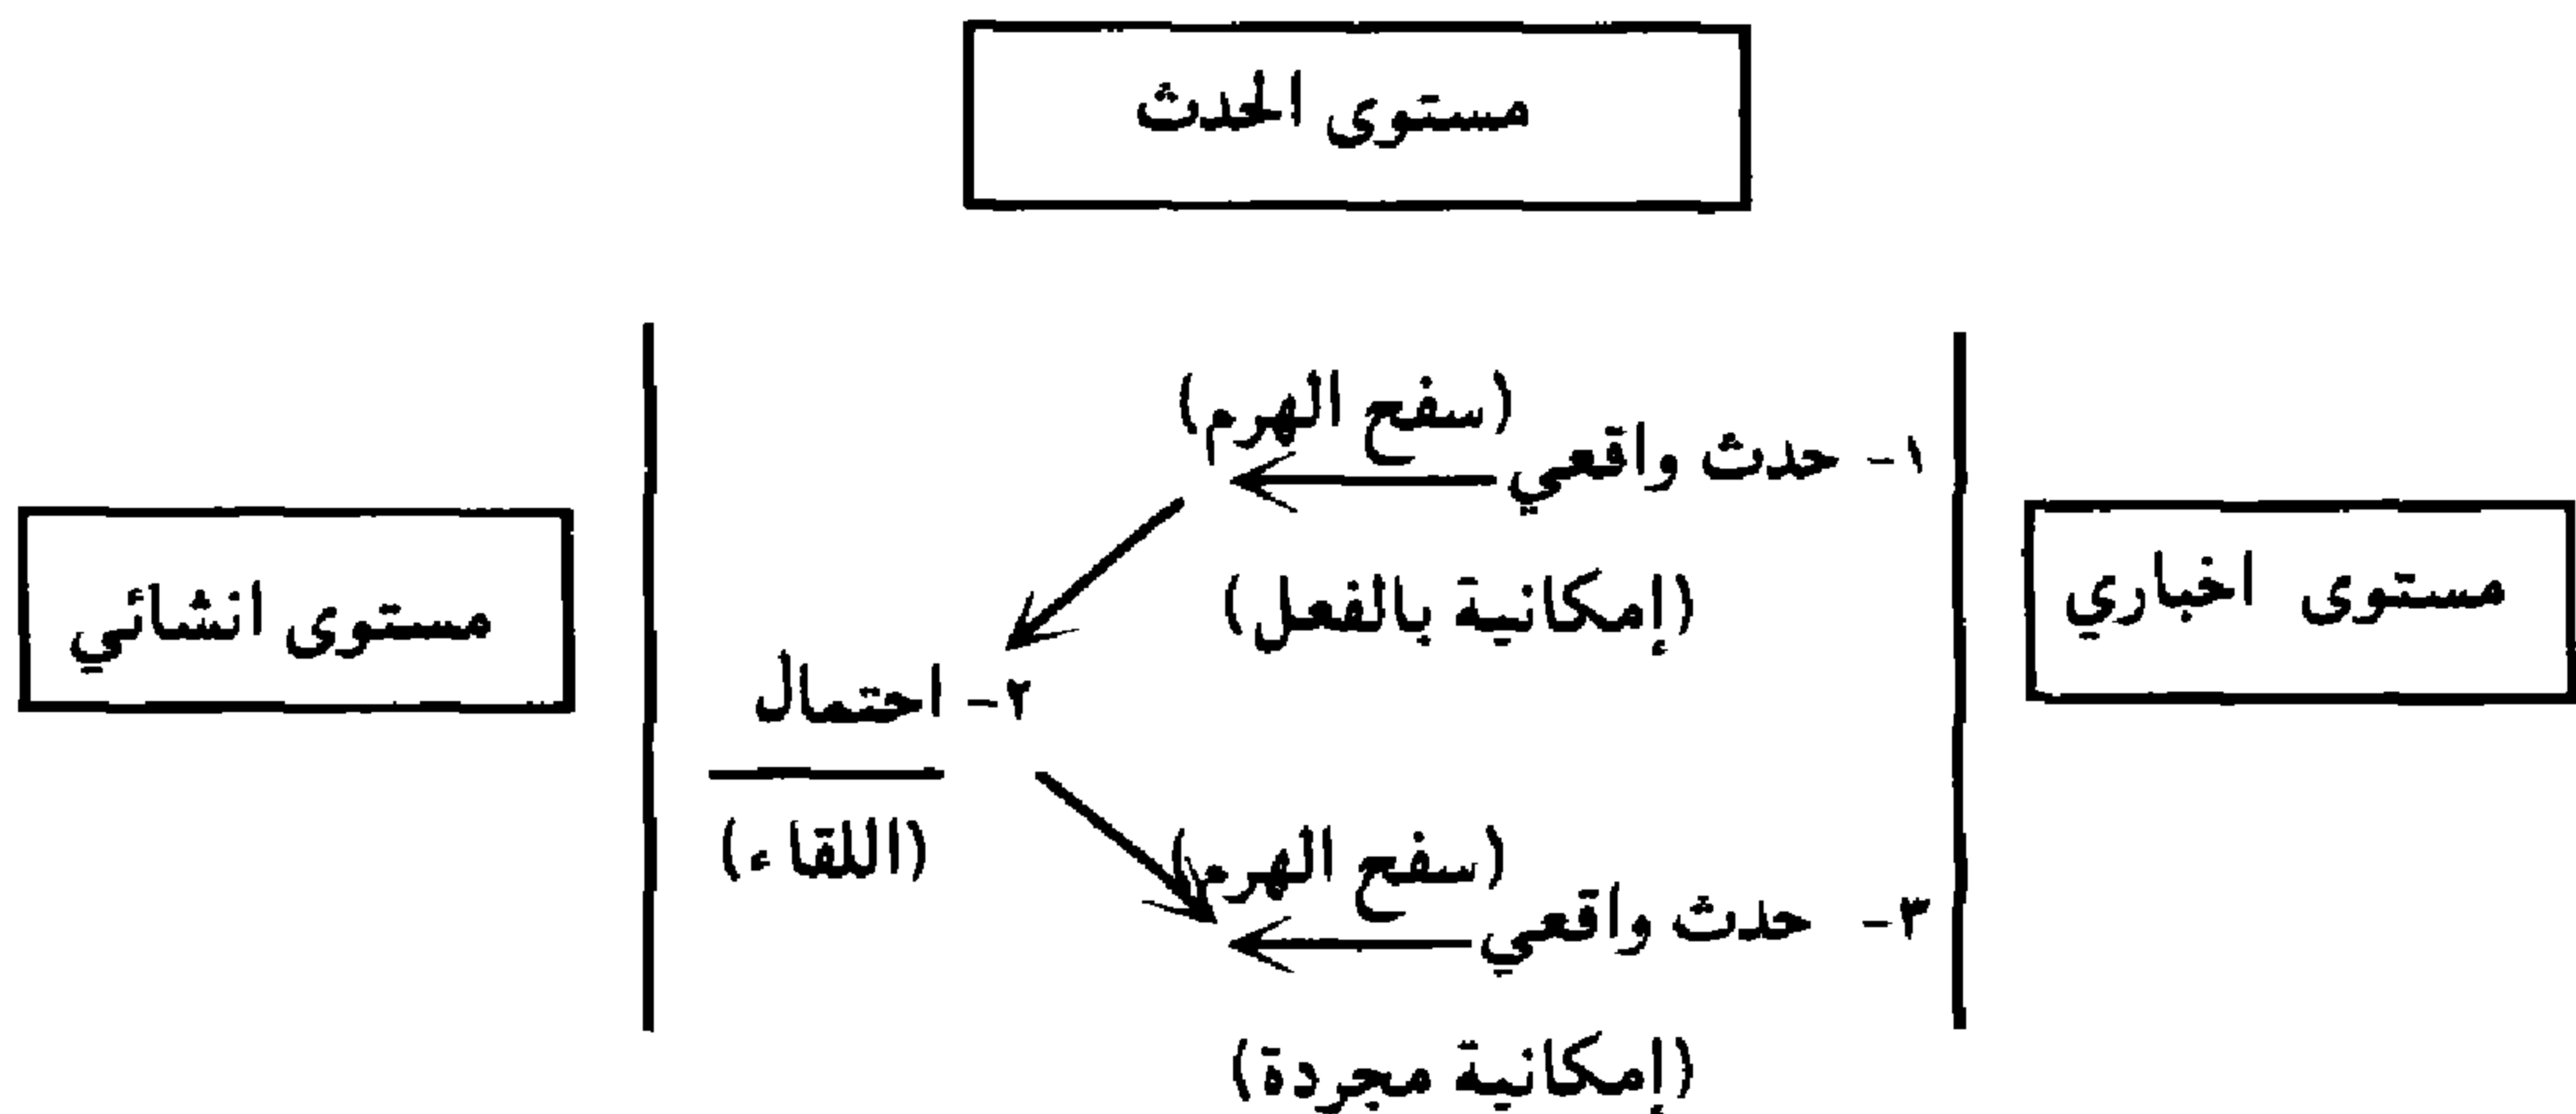 مستوى الحدث
مستوى اخباري
١- حدث واقعي (سفح الهرم)
(إمكانية بالفعل)
٢- احتمال
(اللقاء)
٣- حدث واقعي (سفح الهرم)
(إمكانية مجردة)
مستوى انشائي